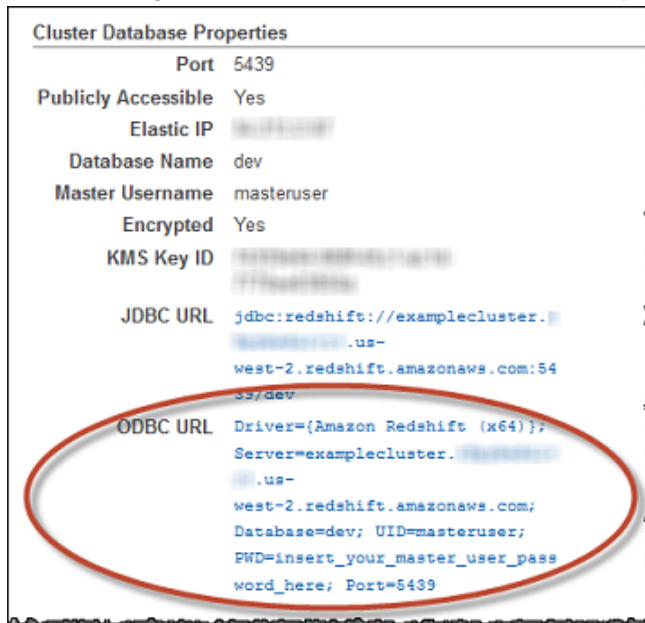 Cluster Database Properties
Port 5439
Publicly Accessible Yes
Elastic IP
Database Name dev
Master Username masteruser
Encrypted Yes
KMS Key ID
JDBC URL jdbc:redshift://examplecluster.
.us-
west-2.redshift.amazonaws.com:54
39/dev
ODBC URL Driver={Amazon Redshift (x64)};
Server=examplecluster.
.us-
west-2.redshift.amazonaws.com;
Database=dev; UID=masteruser;
PWD=insert_your_master_user_pass
word_here; Port=5439